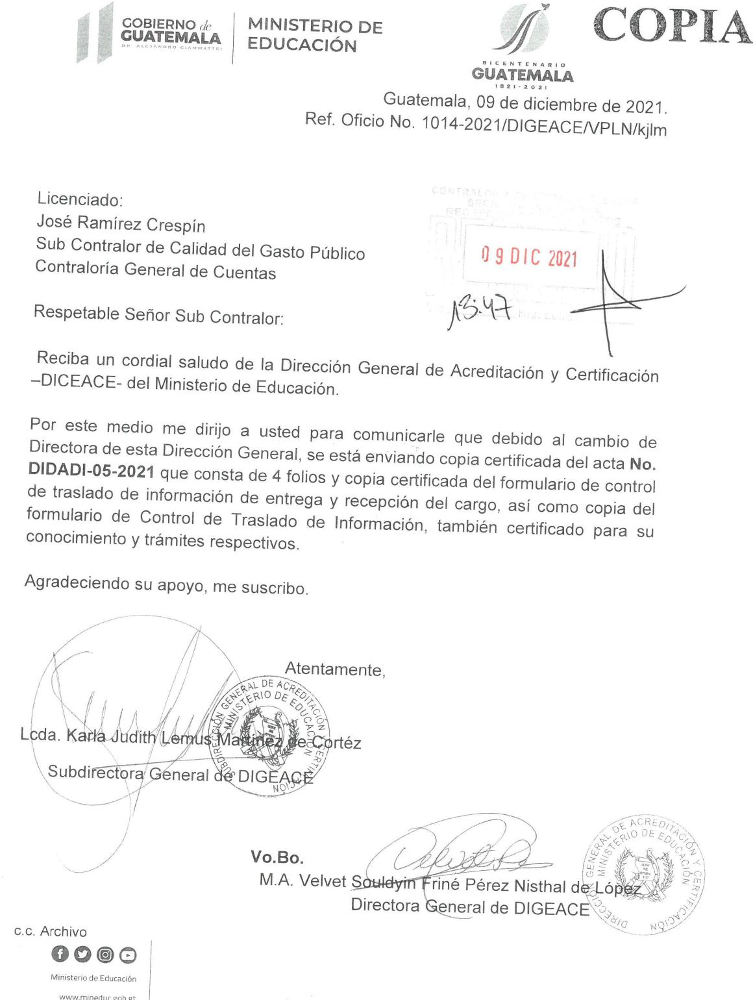 GOBIERNO de
GUATEMALA
DR. ALEJANDRO GIAMMATTEI
MINISTERIO DE
EDUCACIÓN
BICENTENARIO
GUATEMALA
1821-2021
COPIA
Guatemala, 09 de diciembre de 2021.
Ref. Oficio No. 1014-2021/DIGEACE/VPLN/kjlm
Licenciado:
José Ramírez Crespín
Sub Contralor de Calidad del Gasto Público
Contraloría General de Cuentas
09 DIC 2021
13:47
Respetable Señor Sub Contralor:
Reciba un cordial saludo de la Dirección General de Acreditación y Certificación
–DICEACE- del Ministerio de Educación.
Por este medio me dirijo a usted para comunicarle que debido al cambio de
Directora de esta Dirección General, se está enviando copia certificada del acta No.
DIDADI-05-2021 que consta de 4 folios y copia certificada del formulario de control
de traslado de información de entrega y recepción del cargo, así como copia del
formulario de Control de Traslado de Información, también certificado para su
conocimiento y trámites respectivos.
Agradeciendo su apoyo, me suscribo.
Atentamente,
Lcda. Karla Judith Lemus Martínez de Cortéz
Subdirectora General de DIGEACE
SUBDIRECCIÓN GENERAL DE ACREDITACIÓN Y CERTIFICACIÓN
MINISTERIO DE EDUCACIÓN
Vo.Bo.
M.A. Velvet Souldyin Friné Pérez Nisthal de López
Directora General de DIGEACE
DIRECCIÓN GENERAL DE ACREDITACIÓN Y CERTIFICACIÓN
MINISTERIO DE EDUCACIÓN
c.c. Archivo
Ministerio de Educación
www.mineduc.gob.gt